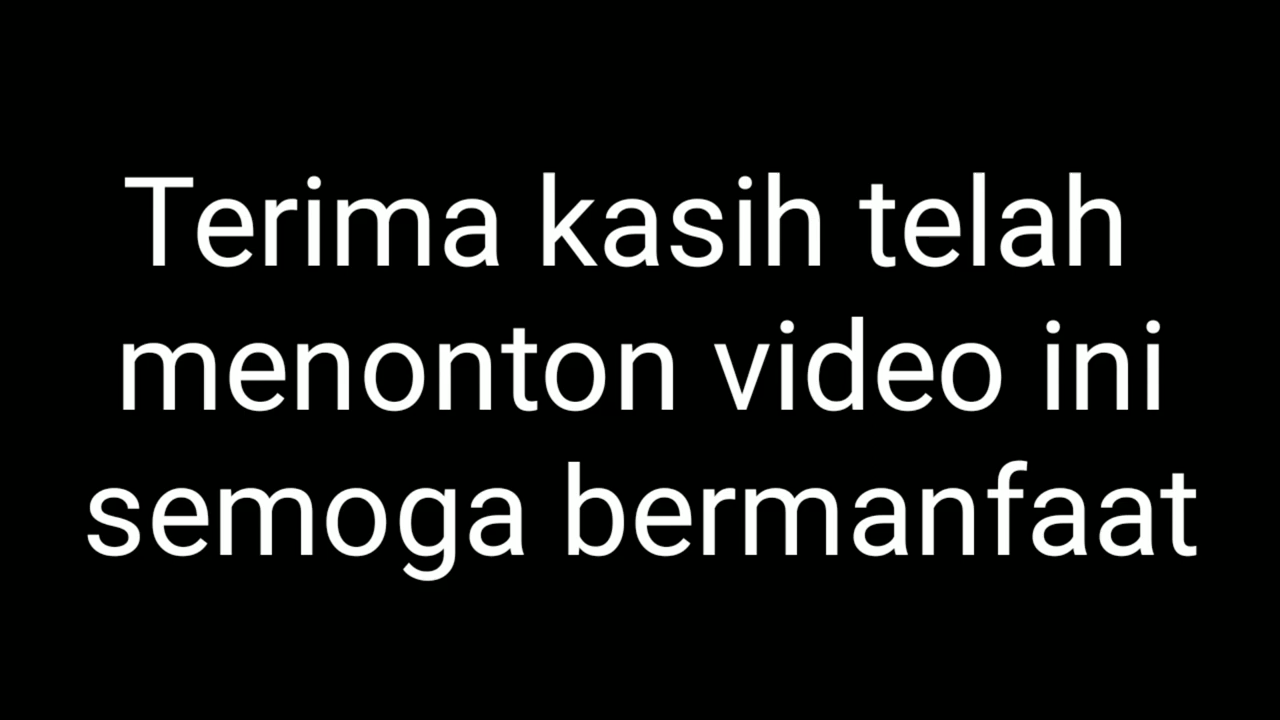 Terima kasih telah
menonton video ini
semoga bermanfaat